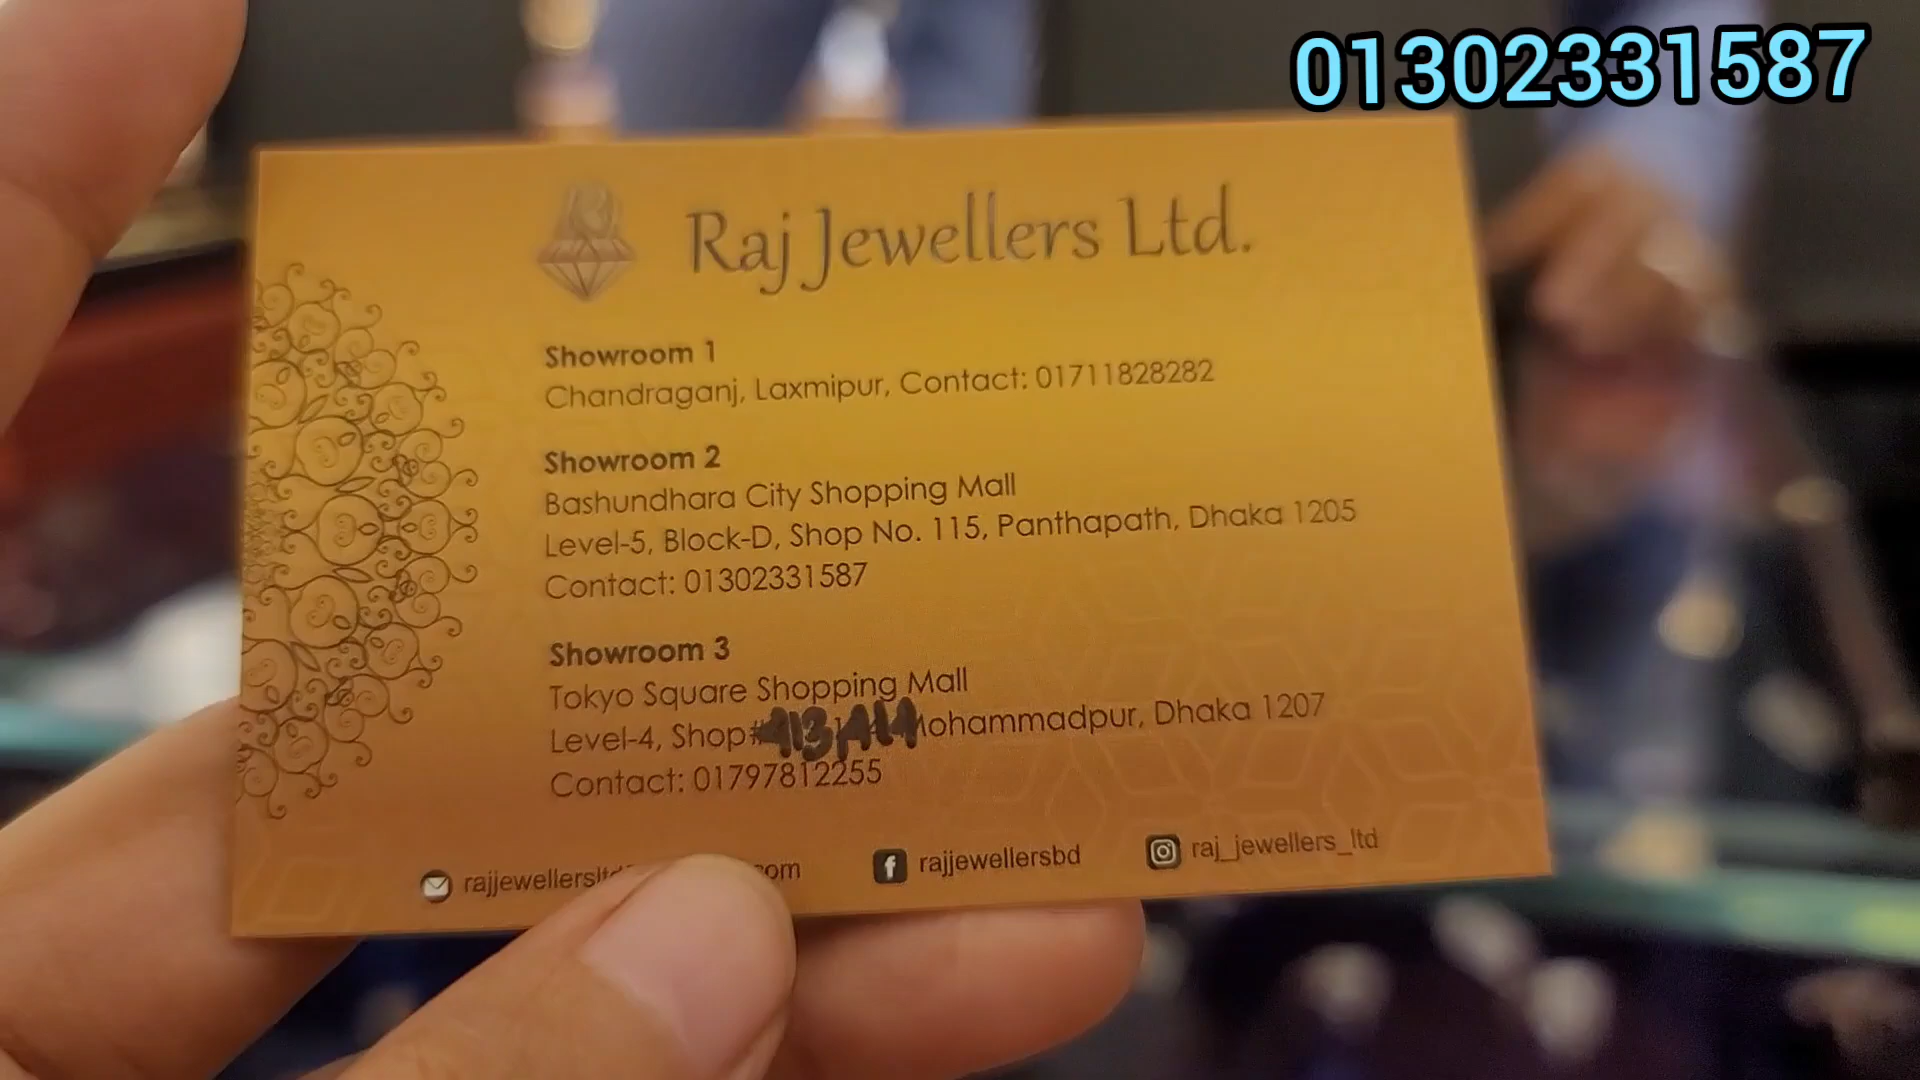 01302331587
Raj Jewellers Ltd.
Showroom 1
Chandraganj, Laxmipur, Contact: 01711828282
Showroom 2
Bashundhara City Shopping Mall
Level-5, Block-D, Shop No. 115, Panthapath, Dhaka 1205
Contact: 01302331587
Showroom 3
Tokyo Square Shopping Mall
Level-4, Shop# Mohammadpur, Dhaka 1207
Contact: 01797812255
rajjewellersbd
raj_jewellers_ltd